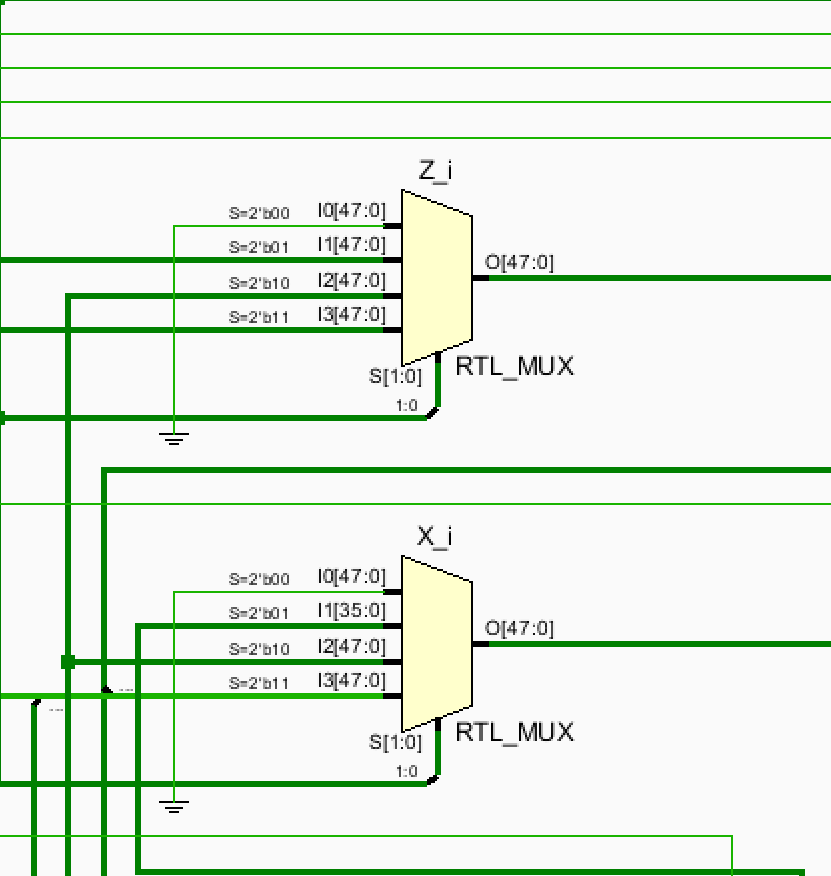 Z_i
S=2'b00 I0[47:0]
S=2'b01 I1[47:0]
O[47:0]
S=2'b10 I2[47:0]
S=2'b11 I3[47:0]
RTL_MUX
S[1:0]
1:0
X_i
S=2'b00 I0[47:0]
S=2'b01 I1[35:0]
O[47:0]
S=2'b10 I2[47:0]
S=2'b11 I3[47:0]
RTL_MUX
S[1:0]
1:0